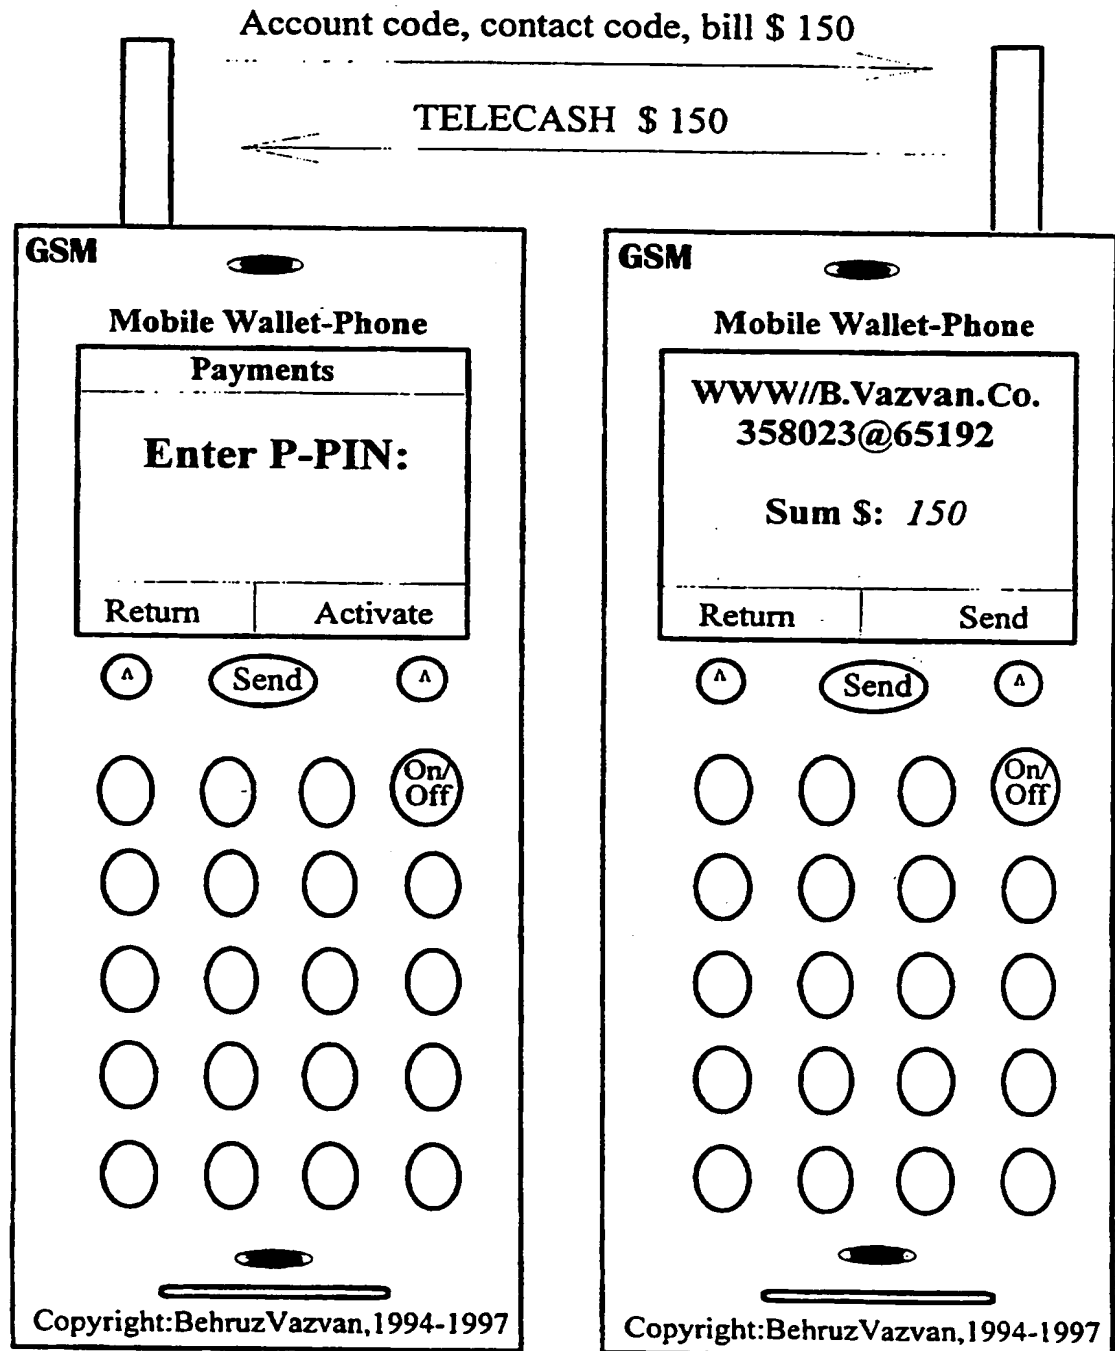 Account code, contact code, bill $ 150
TELECASH $ 150
GSM
Mobile Wallet-Phone
Payments
Enter P-PIN:
Return Activate
^ Send ^
On/
Off
Copyright:BehruzVazvan,1994-1997
GSM
Mobile Wallet-Phone
WWW//B.Vazvan.Co.
358023@65192
Sum $: 150
Return Send
^ Send ^
On/
Off
Copyright:BehruzVazvan,1994-1997